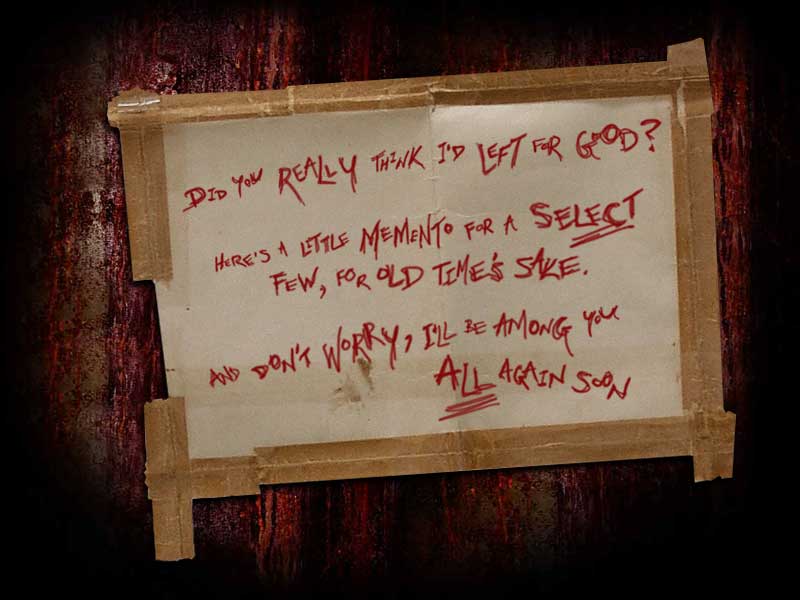 DID YOU REALLY THINK I'D LEFT FOR GOOD?
HERE'S A LITTLE MEMENTO FOR A SELECT
FEW, FOR OLD TIME'S SAKE.
AND DON'T WORRY, I'LL BE AMONG YOU
ALL AGAIN SOON